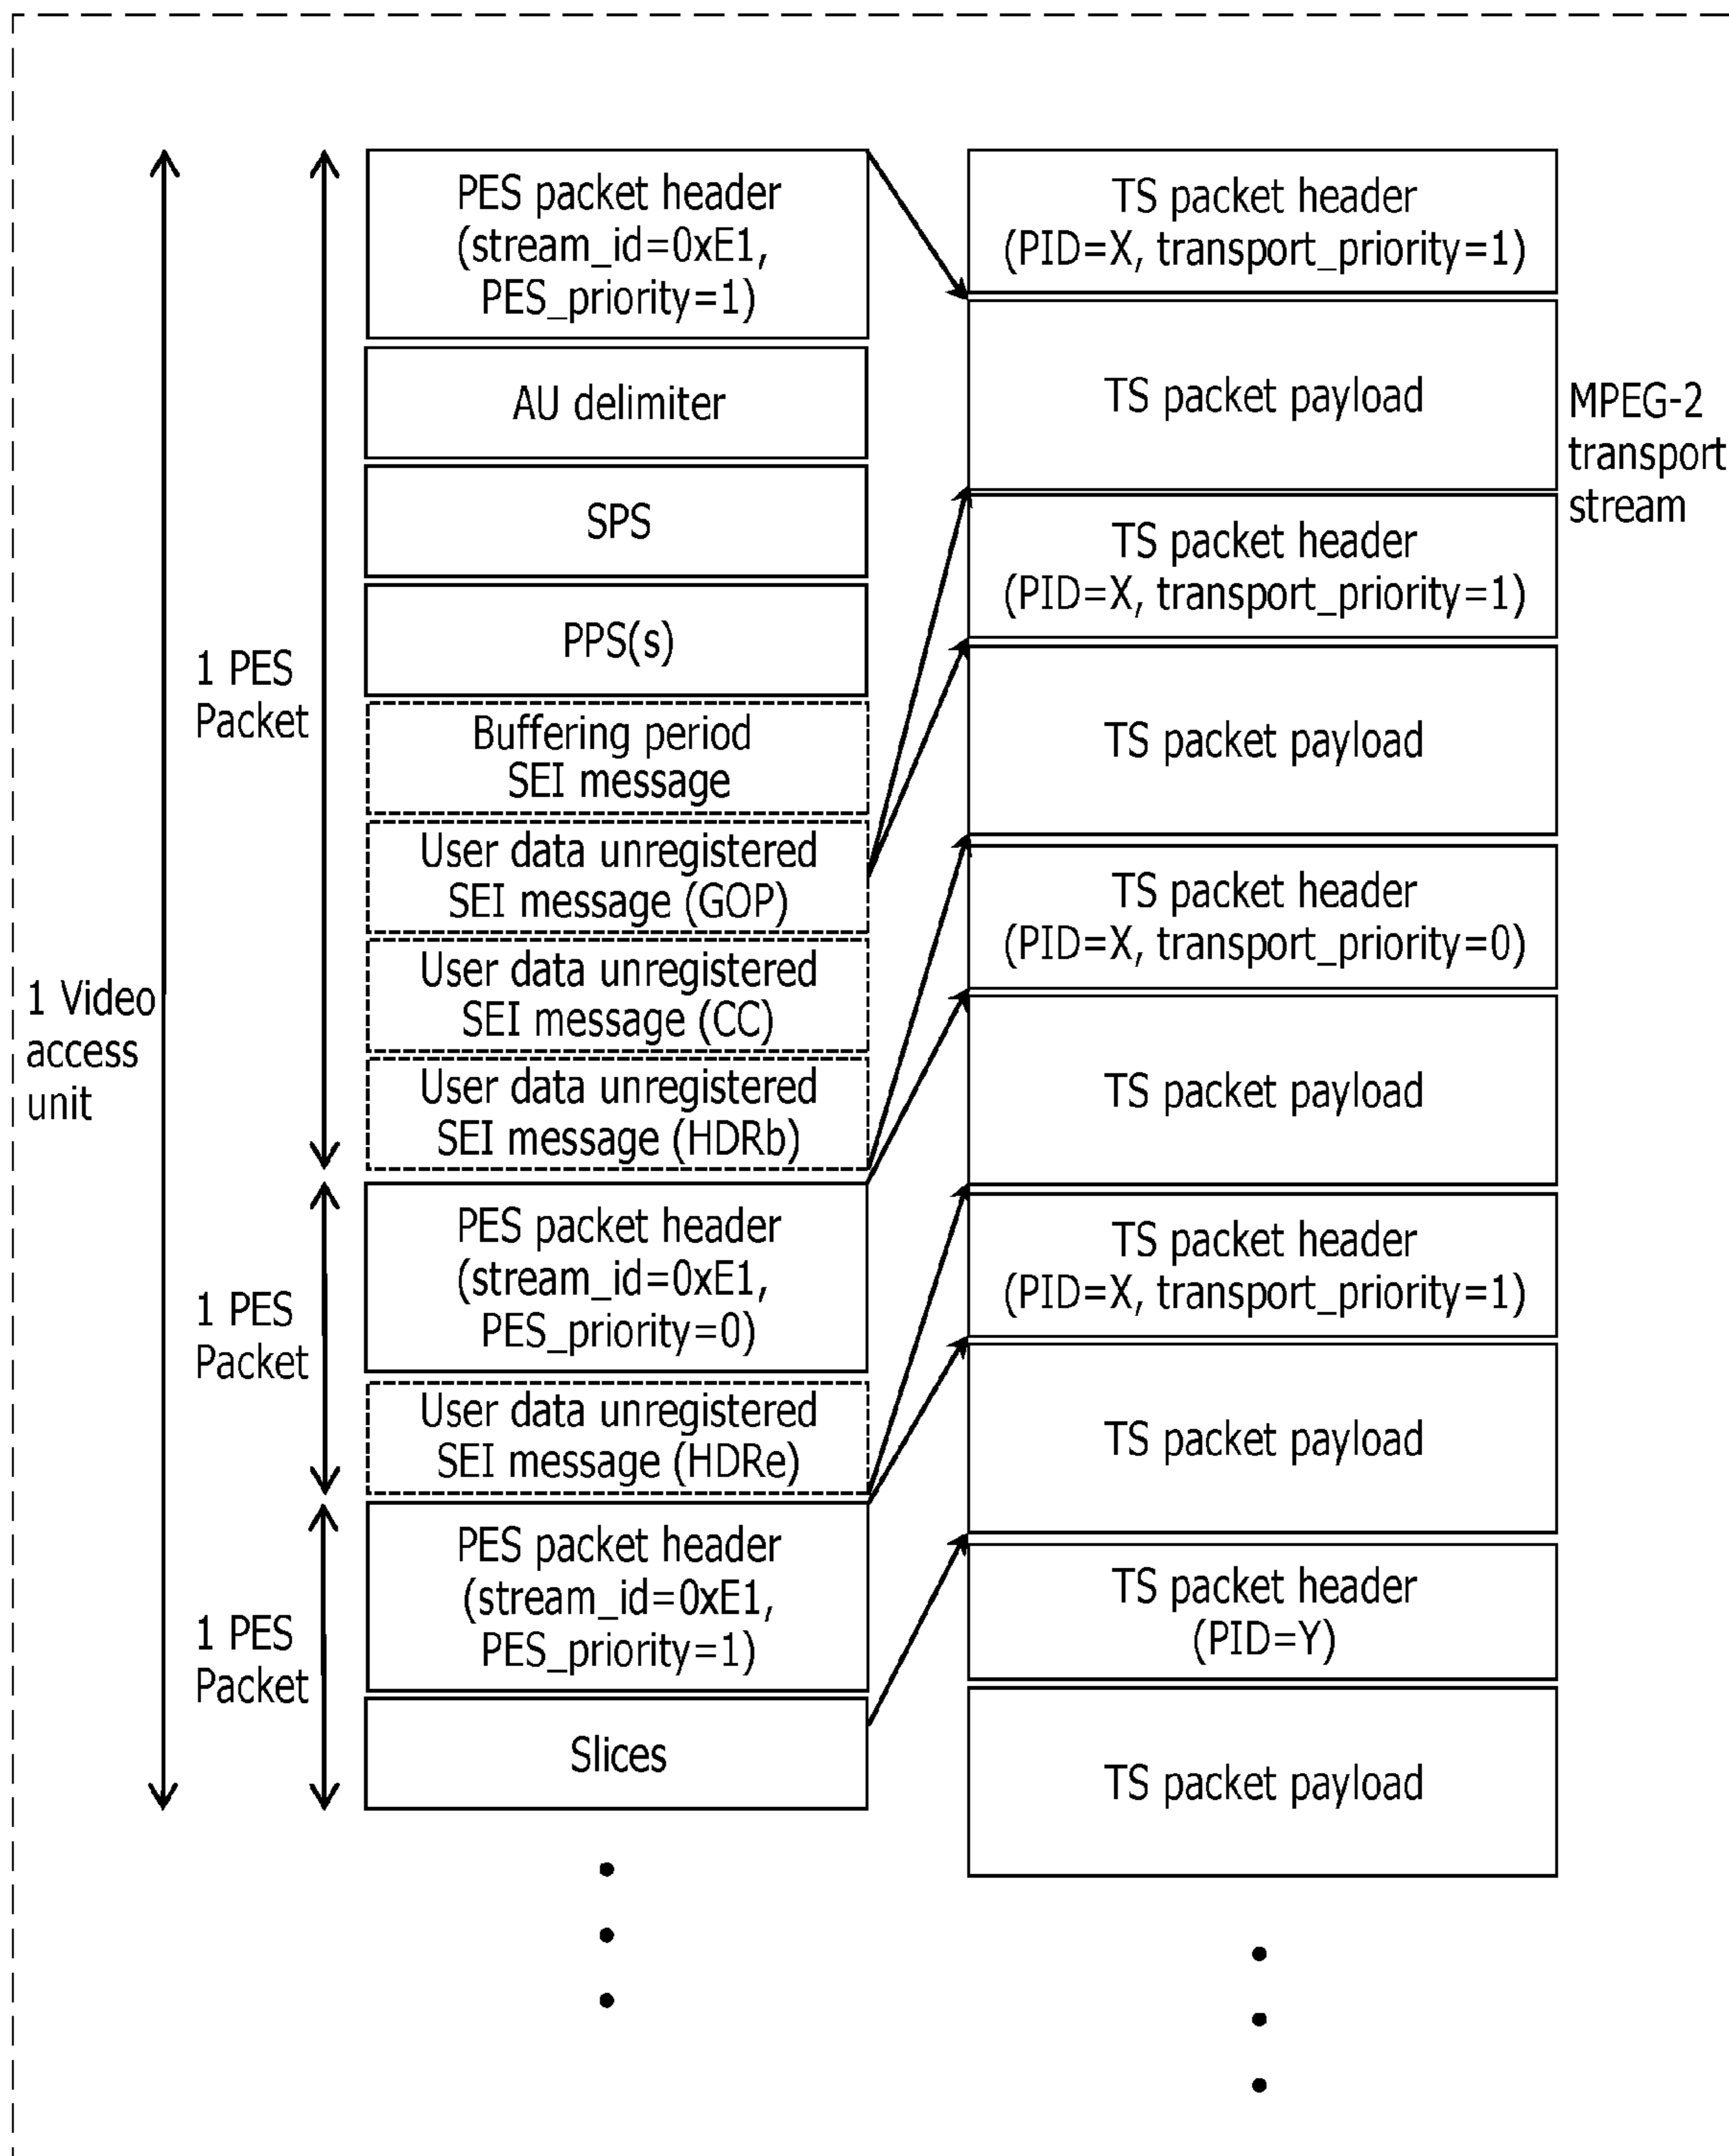 1 Video
access
unit
1 PES
Packet
1 PES
Packet
1 PES
Packet
PES packet header
(stream_id=0xE1,
PES_priority=1)
AU delimiter
SPS
PPS(s)
Buffering period
SEI message
User data unregistered
SEI message (GOP)
User data unregistered
SEI message (CC)
User data unregistered
SEI message (HDRb)
PES packet header
(stream_id=0xE1,
PES_priority=0)
User data unregistered
SEI message (HDRe)
PES packet header
(stream_id=0xE1,
PES_priority=1)
Slices
TS packet header
(PID=X, transport_priority=1)
TS packet payload
TS packet header
(PID=X, transport_priority=1)
TS packet payload
TS packet header
(PID=X, transport_priority=0)
TS packet payload
TS packet header
(PID=X, transport_priority=1)
TS packet payload
TS packet header
(PID=Y)
TS packet payload
MPEG-2
transport
stream